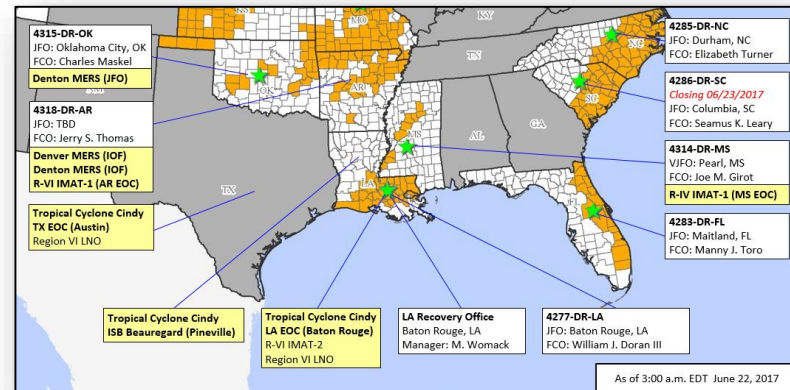 4315-DR-OK
JFO: Oklahoma City, OK
FCO: Charles Maskel
Denton MERS (JFO)
4318-DR-AR
JFO: TBD
FCO: Jerry S. Thomas
Denver MERS (IOF)
Denton MERS (IOF)
R-VI IMAT-1 (AR EOC)
Tropical Cyclone Cindy
TX EOC (Austin)
Region VI LNO
Tropical Cyclone Cindy
ISB Beauregard (Pineville)
Tropical Cyclone Cindy
LA EOC (Baton Rouge)
R-VI IMAT-2
Region VI LNO
LA Recovery Office
Baton Rouge, LA
Manager: M. Womack
4277-DR-LA
JFO: Baton Rouge, LA
FCO: William J. Doran III
4285-DR-NC
JFO: Durham, NC
FCO: Elizabeth Turner
4286-DR-SC
Closing 06/23/2017
JFO: Columbia, SC
FCO: Seamus K. Leary
4314-DR-MS
VJFO: Pearl, MS
FCO: Joe M. Girot
R-IV IMAT-1 (MS EOC)
4283-DR-FL
JFO: Maitland, FL
FCO: Manny J. Toro
As of 3:00 a.m. EDT June 22, 2017
KS
MO
KY
TN
NC
OK
AR
SC
MS
AL
GA
TX
LA
FL